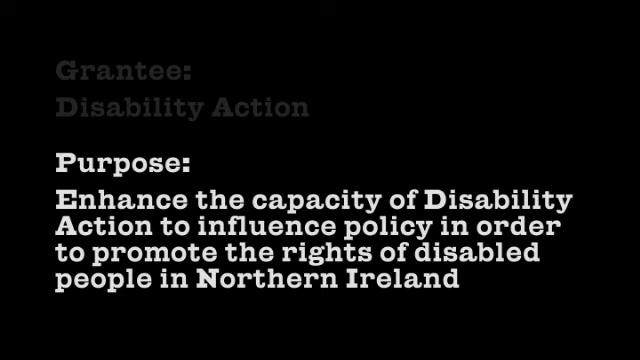 Grantee:
Disability Action
Purpose:
Enhance the capacity of Disability
Action to influence policy in order
to promote the rights of disabled
people in Northern Ireland